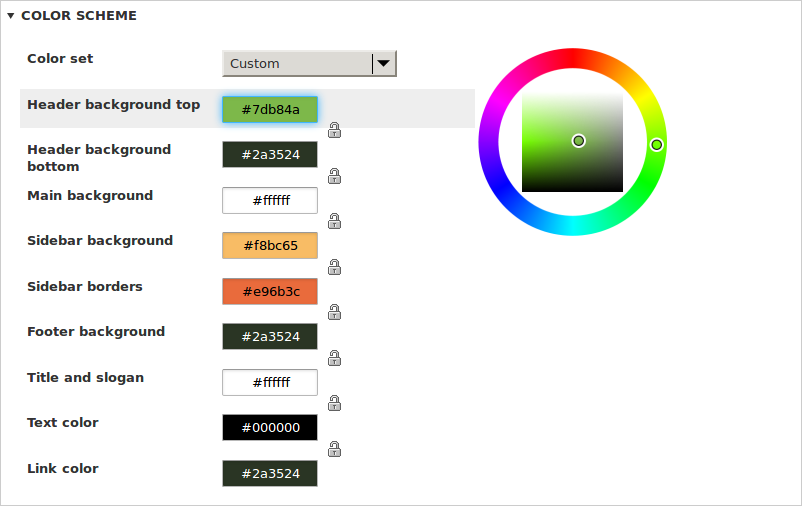 COLOR SCHEME
Color set
Custom
Header background top
#7db84a
Header background
bottom
#2a3524
Main background
#ffffff
Sidebar background
#f8bc65
Sidebar borders
#e96b3c
Footer background
#2a3524
Title and slogan
#ffffff
Text color
#000000
Link color
#2a3524